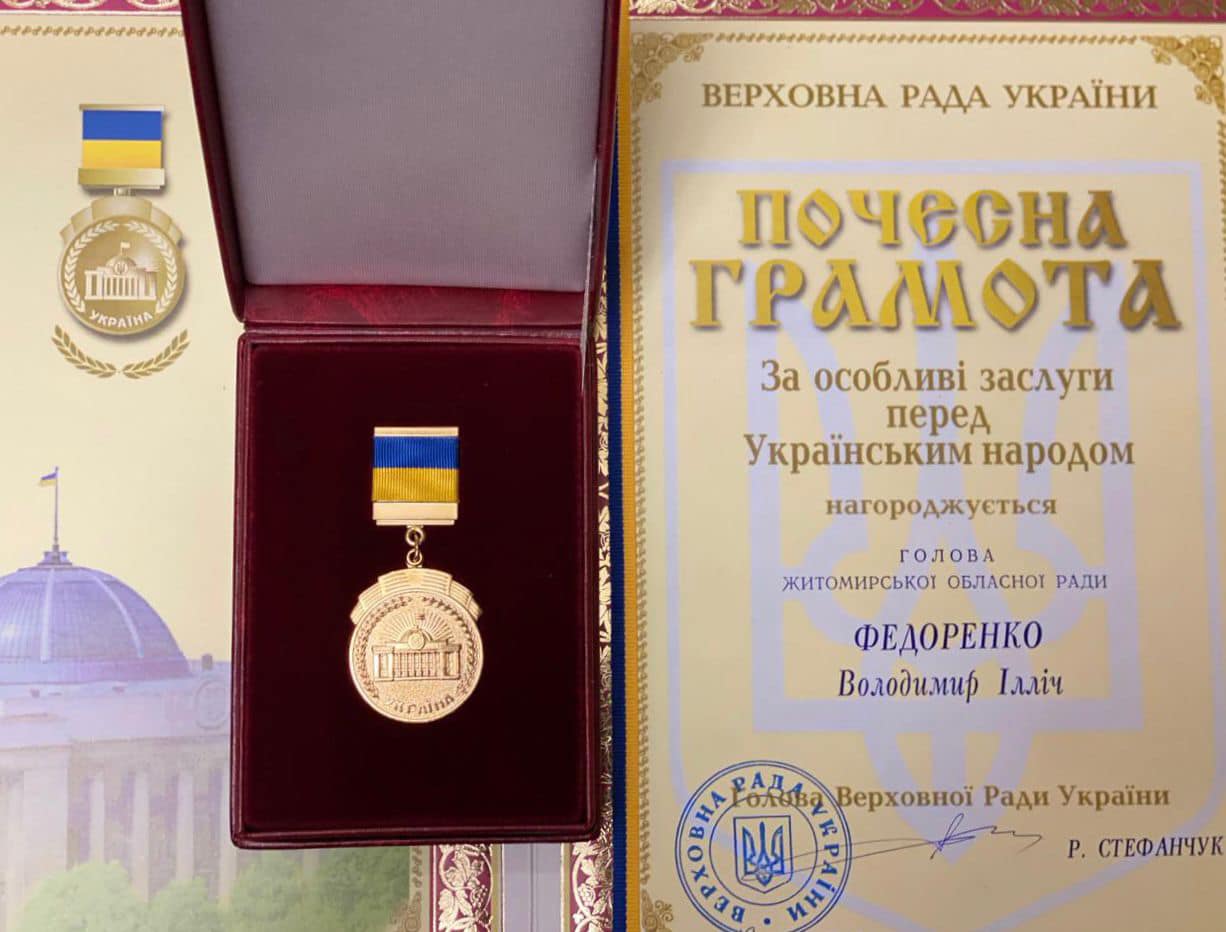 УКРАЇНА
УКРАЇНА
ВЕРХОВНА РАДА УКРАЇНИ
ПОЧЕСНА
ГРАМОТА
За особливі заслуги
перед
Українським народом
нагороджується
ГОЛОВА
ЖИТОМИРСЬКОЇ ОБЛАСНОЇ РАДИ
ФЕДОРЕНКО
Володимир Ілліч
Голова Верховної Ради України
Р. СТЕФАНЧУК
ВЕРХОВНА РАДА УКРАЇНИ